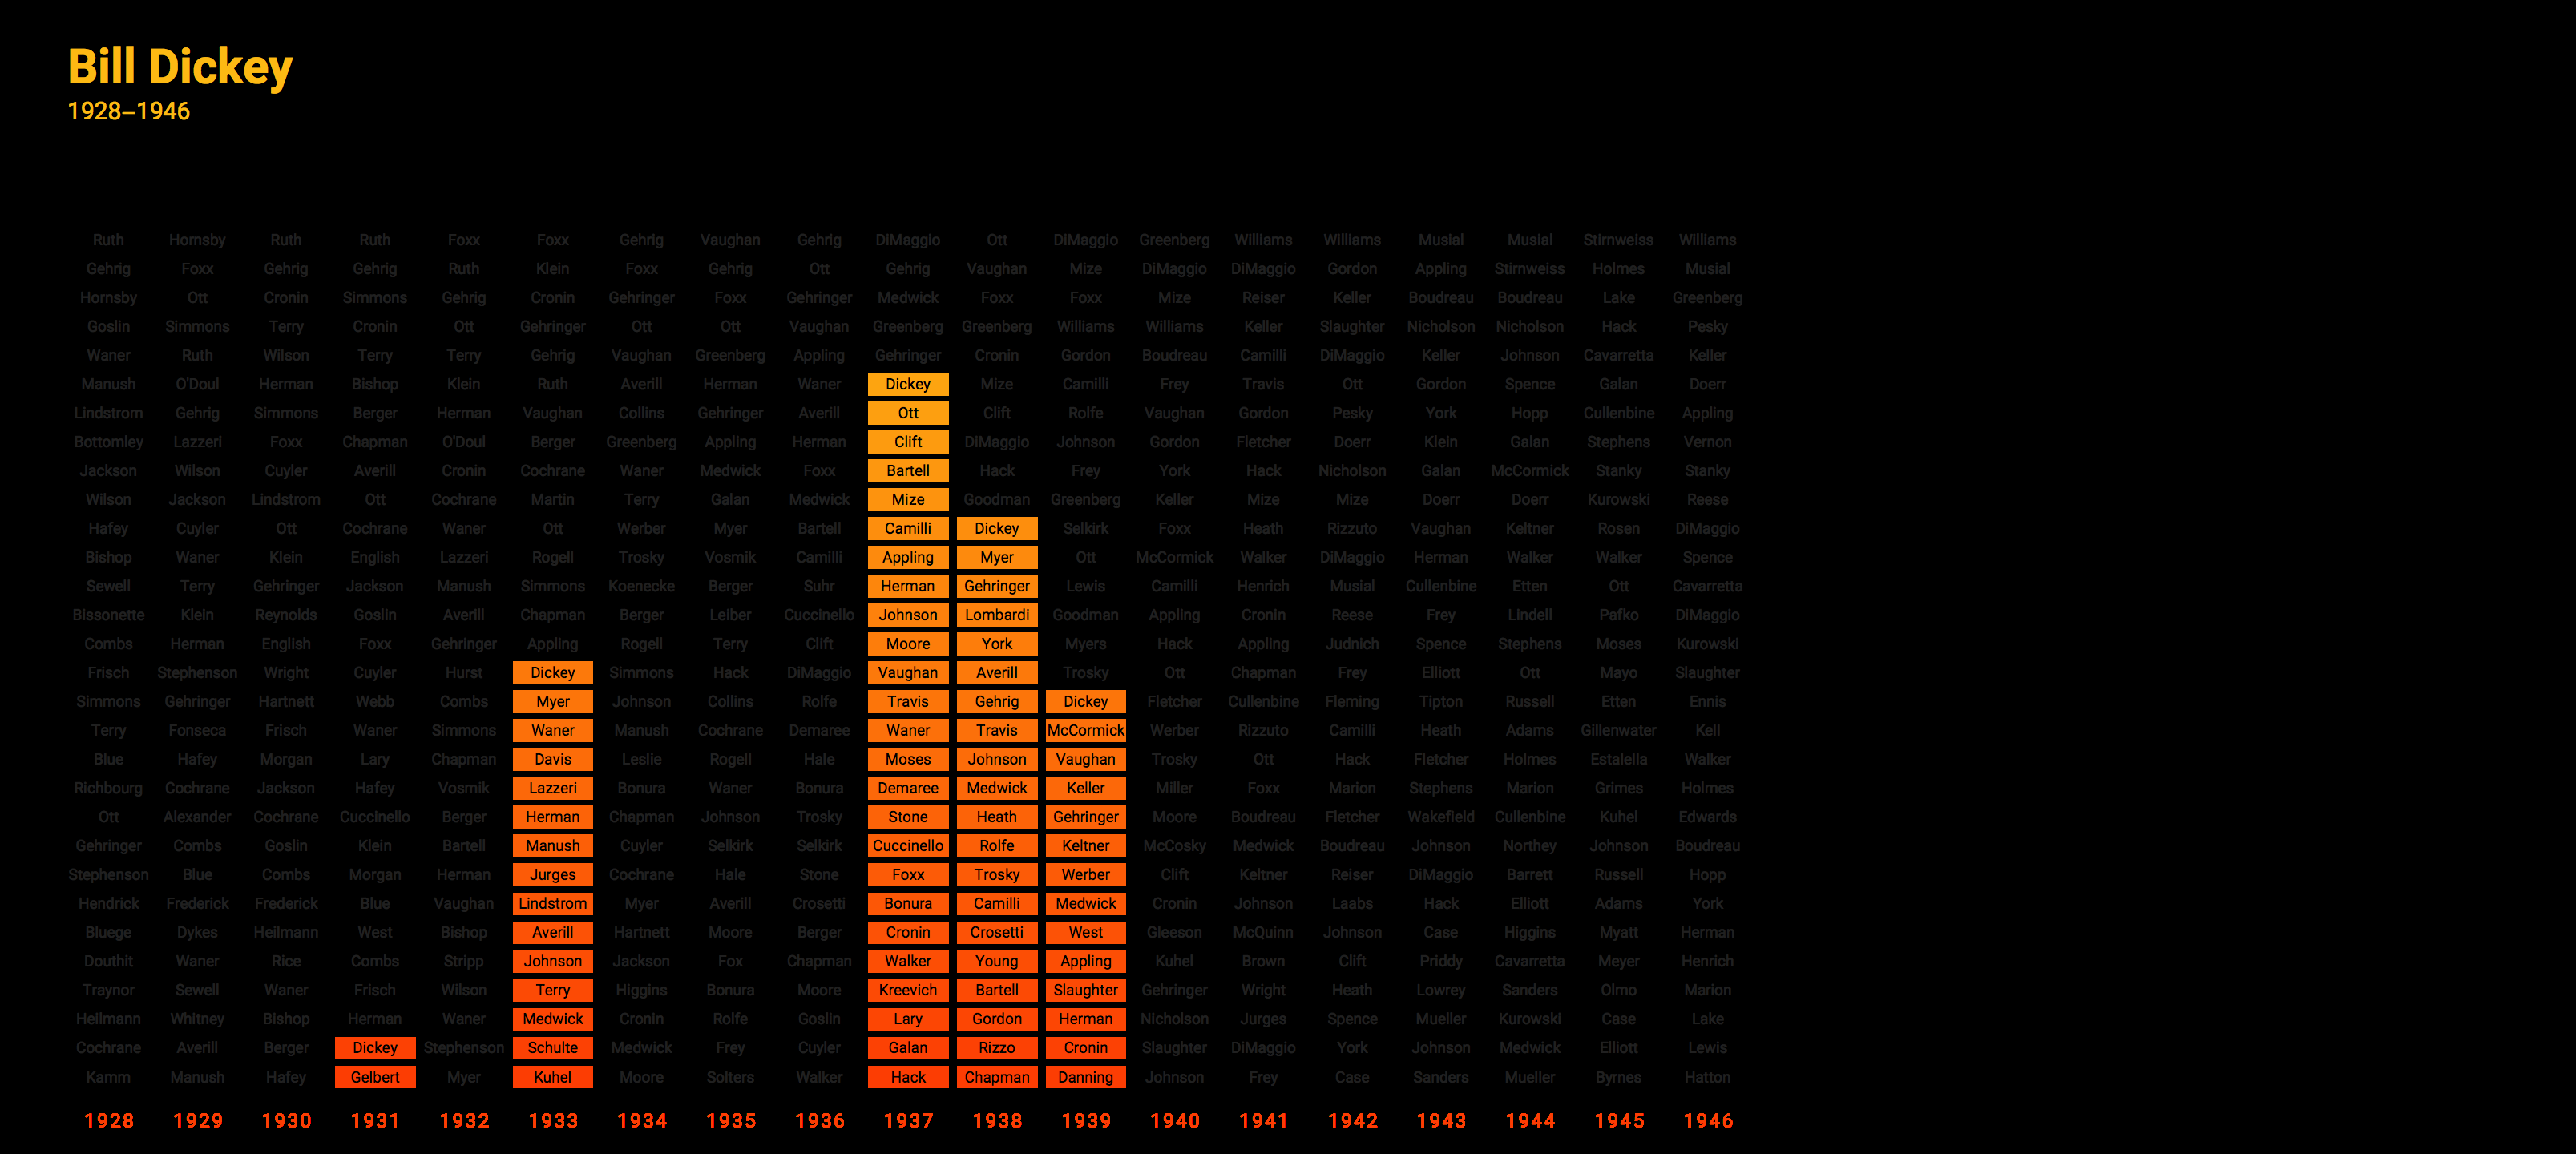 Bill Dickey
1928–1946
Ruth Hornsby Ruth Ruth Foxx Foxx Gehrig Vaughan Gehrig DiMaggio Ott DiMaggio Greenberg Williams Williams Musial Musial Stirnweiss Williams
Gehrig Foxx Gehrig Gehrig Ruth Klein Foxx Gehrig Ott Gehrig Vaughan Mize DiMaggio DiMaggio Gordon Appling Stirnweiss Holmes Musial
Hornsby Ott Cronin Simmons Gehrig Cronin Gehringer Foxx Gehringer Medwick Foxx Foxx Mize Reiser Keller Boudreau Boudreau Lake Greenberg
Goslin Simmons Terry Cronin Ott Gehringer Ott Ott Vaughan Greenberg Greenberg Williams Williams Keller Slaughter Nicholson Nicholson Hack Pesky
Waner Ruth Wilson Terry Terry Gehrig Vaughan Greenberg Appling Gehringer Cronin Gordon Boudreau Camilli DiMaggio Keller Johnson Cavarretta Keller
Manush O'Doul Herman Bishop Klein Ruth Averill Herman Waner Dickey Mize Camilli Frey Travis Ott Gordon Spence Galan Doerr
Lindstrom Gehrig Simmons Berger Herman Vaughan Collins Gehringer Averill Ott Clift Rolfe Vaughan Gordon Pesky York Hopp Cullenbine Appling
Bottomley Lazzeri Foxx Chapman O'Doul Berger Greenberg Appling Herman Clift DiMaggio Johnson Gordon Fletcher Doerr Klein Galan Stephens Vernon
Jackson Wilson Cuyler Averill Cronin Cochrane Waner Medwick Foxx Bartell Hack Frey York Hack Nicholson Galan McCormick Stanky Stanky
Wilson Jackson Lindstrom Ott Cochrane Martin Terry Galan Medwick Mize Goodman Greenberg Keller Mize Mize Doerr Doerr Kurowski Reese
Hafey Cuyler Ott Cochrane Waner Ott Werber Myer Bartell Camilli Dickey Selkirk Foxx Heath Rizzuto Vaughan Keltner Rosen DiMaggio
Bishop Waner Klein English Lazzeri Rogell Trosky Vosmik Camilli Appling Myer Ott McCormick Walker DiMaggio Herman Walker Walker Spence
Sewell Terry Gehringer Jackson Manush Simmons Koenecke Berger Suhr Herman Gehringer Lewis Camilli Henrich Musial Cullenbine Etten Ott Cavarretta
Bissonette Klein Reynolds Goslin Averill Chapman Berger Leiber Cuccinello Johnson Lombardi Goodman Appling Cronin Reese Frey Lindell Pafko DiMaggio
Combs Herman English Foxx Gehringer Appling Rogell Terry Clift Moore York Myers Hack Appling Judnich Spence Stephens Moses Kurowski
Frisch Stephenson Wright Cuyler Hurst Dickey Simmons Hack DiMaggio Vaughan Averill Trosky Ott Chapman Frey Elliott Ott Mayo Slaughter
Simmons Gehringer Hartnett Webb Combs Myer Johnson Collins Rolfe Travis Gehrig Dickey Fletcher Cullenbine Fleming Tipton Russell Etten Ennis
Terry Fonseca Frisch Waner Simmons Waner Manush Cochrane Demaree Waner Travis McCormick Werber Rizzuto Camilli Heath Adams Gillenwater Kell
Blue Hafey Morgan Lary Chapman Davis Leslie Rogell Hale Moses Johnson Vaughan Trosky Ott Hack Fletcher Holmes Estalella Walker
Richbourg Cochrane Jackson Hafey Vosmik Lazzeri Bonura Waner Bonura Demaree Medwick Keller Miller Foxx Marion Stephens Marion Grimes Holmes
Ott Alexander Cochrane Cuccinello Berger Herman Chapman Johnson Trosky Stone Heath Gehringer Moore Boudreau Fletcher Wakefield Cullenbine Kuhel Edwards
Gehringer Combs Goslin Klein Bartell Manush Cuyler Selkirk Selkirk Cuccinello Rolfe Keltner McCosky Medwick Boudreau Johnson Northey Johnson Boudreau
Stephenson Blue Combs Morgan Herman Jurges Cochrane Hale Stone Foxx Trosky Werber Clift Keltner Reiser DiMaggio Barrett Russell Hopp
Hendrick Frederick Frederick Blue Vaughan Lindstrom Myer Averill Crosetti Bonura Camilli Medwick Cronin Johnson Laabs Hack Elliott Adams York
Bluege Dykes Heilmann West Bishop Averill Hartnett Moore Berger Cronin Crosetti West Gleeson McQuinn Johnson Case Higgins Myatt Herman
Douthit Waner Rice Combs Stripp Johnson Jackson Fox Chapman Walker Young Appling Kuhel Brown Clift Priddy Cavarretta Meyer Henrich
Traynor Sewell Waner Frisch Wilson Terry Higgins Bonura Moore Kreevich Bartell Slaughter Gehringer Wright Heath Lowrey Sanders Olmo Marion
Heilmann Whitney Bishop Herman Waner Medwick Cronin Rolfe Goslin Lary Gordon Herman Nicholson Jurges Spence Mueller Kurowski Case Lake
Cochrane Averill Berger Dickey Stephenson Schulte Medwick Frey Cuyler Galan Rizzo Cronin Slaughter DiMaggio York Johnson Medwick Elliott Lewis
Kamm Manush Hafey Gelbert Myer Kuhel Moore Solters Walker Hack Chapman Danning Johnson Frey Case Sanders Mueller Byrnes Hatton
1928 1929 1930 1931 1932 1933 1934 1935 1936 1937 1938 1939 1940 1941 1942 1943 1944 1945 1946